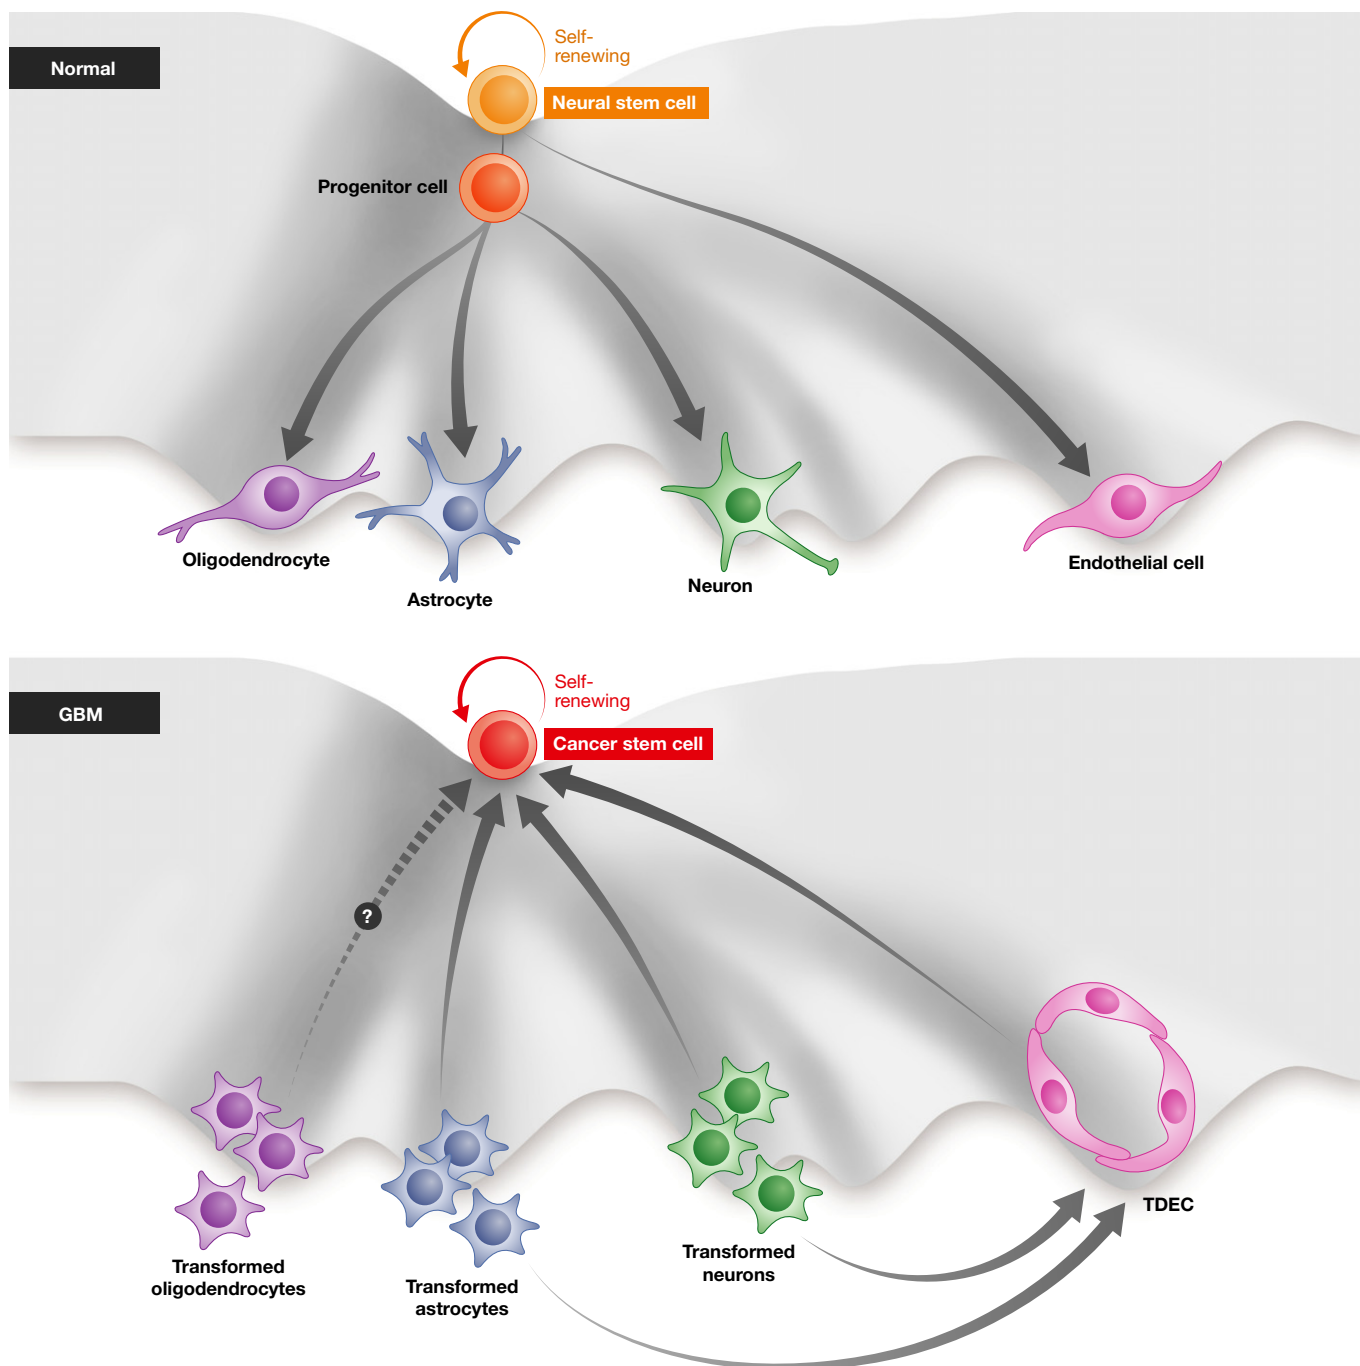 Normal
Self-
renewing
Neural stem cell
Progenitor cell
Oligodendrocyte
Astrocyte
Neuron
Endothelial cell
GBM
Self-
renewing
Cancer stem cell
?
TDEC
Transformed
oligodendrocytes
Transformed
astrocytes
Transformed
neurons